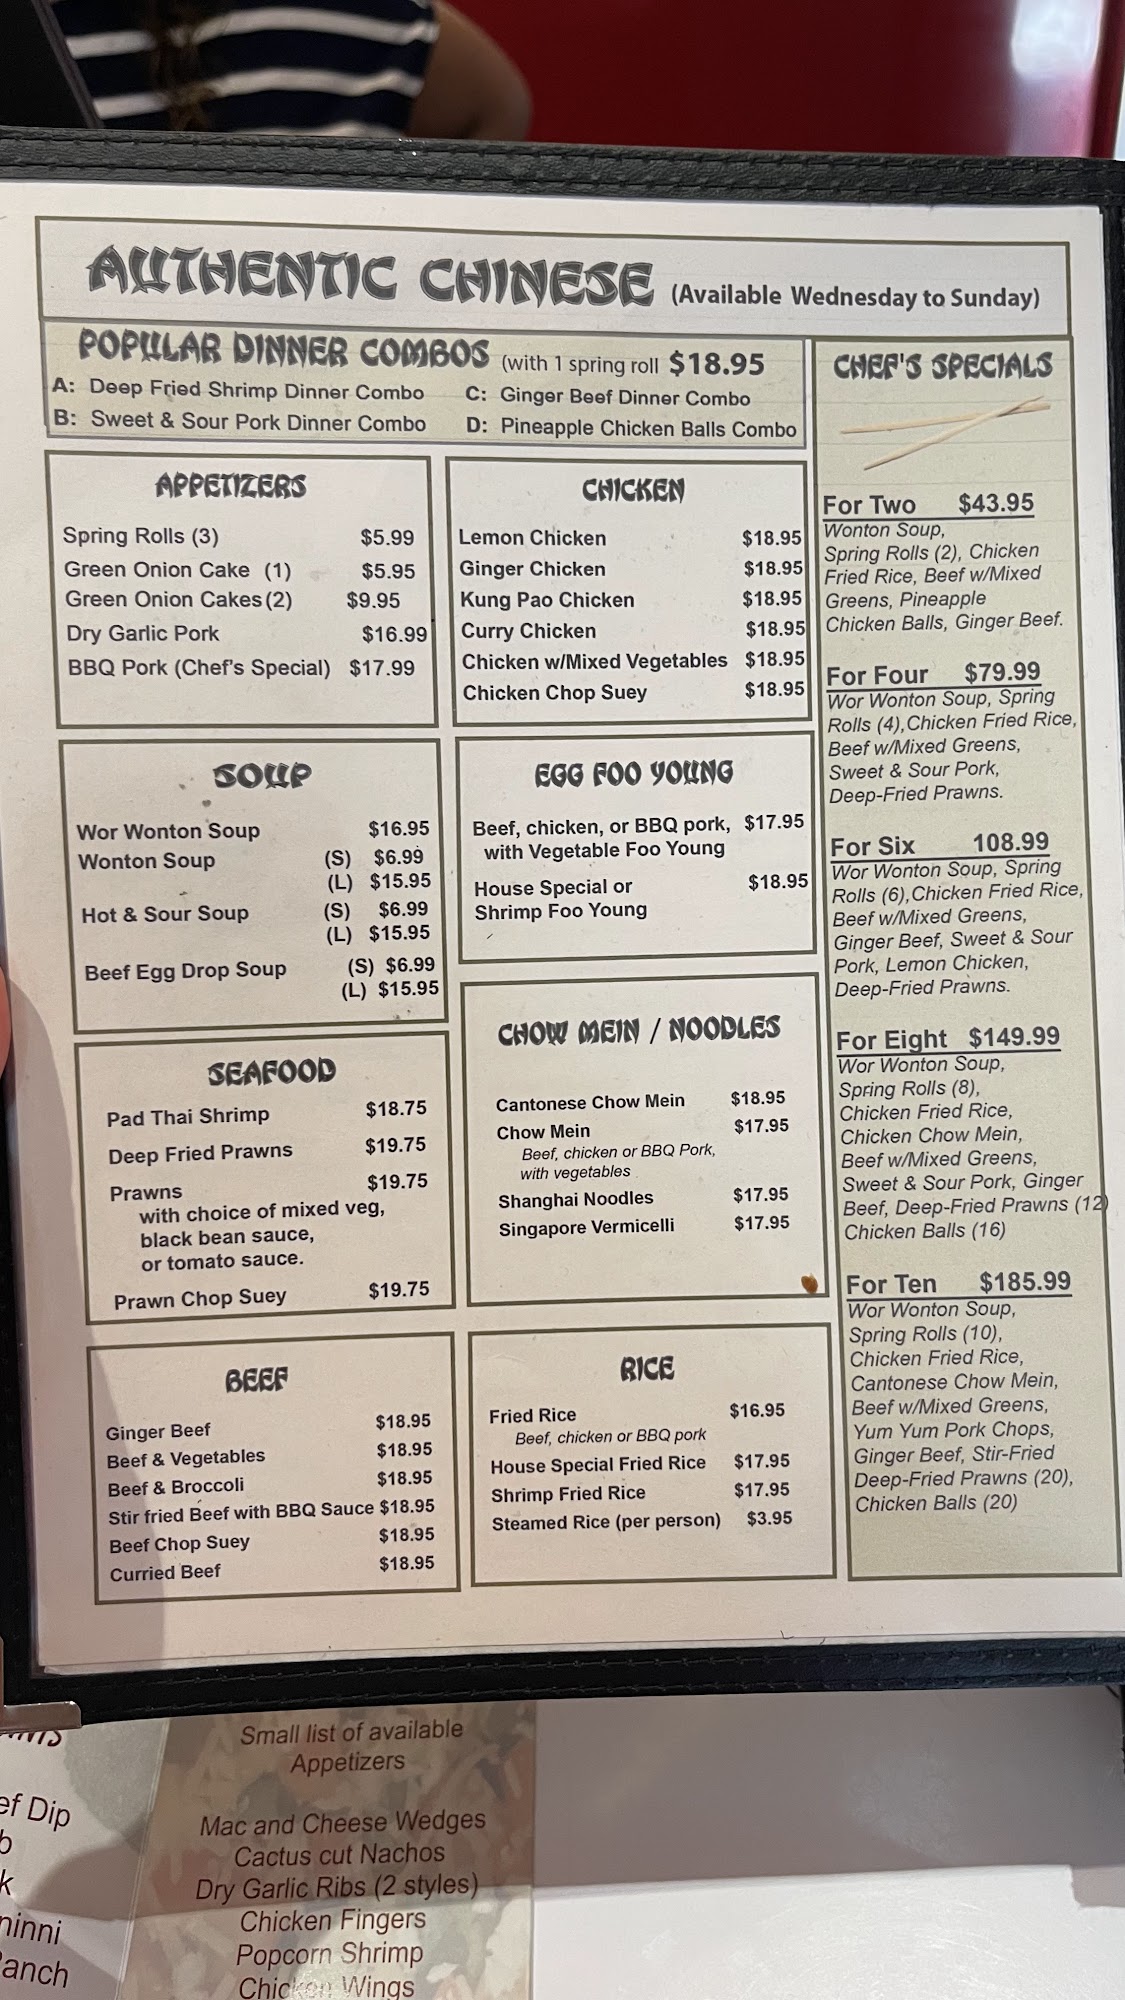 AUTHENTIC CHINESE (Available Wednesday to Sunday)
POPULAR DINNER COMBOS (with 1 spring roll $18.95
A: Deep Fried Shrimp Dinner Combo
B: Sweet & Sour Pork Dinner Combo
C: Ginger Beef Dinner Combo
D: Pineapple Chicken Balls Combo
APPETIZERS
Spring Rolls (3) $5.99
Green Onion Cake (1) $5.95
Green Onion Cakes (2) $9.95
Dry Garlic Pork $16.99
BBQ Pork (Chef's Special) $17.99
SOUP
Wor Wonton Soup $16.95
Wonton Soup (S) $6.99
(L) $15.95
Hot & Sour Soup (S) $6.99
(L) $15.95
Beef Egg Drop Soup (S) $6.99
(L) $15.95
SEAFOOD
Pad Thai Shrimp $18.75
Deep Fried Prawns $19.75
Prawns $19.75
with choice of mixed veg,
black bean sauce,
or tomato sauce.
Prawn Chop Suey $19.75
BEEF
Ginger Beef $18.95
Beef & Vegetables $18.95
Beef & Broccoli $18.95
Stir fried Beef with BBQ Sauce $18.95
Beef Chop Suey $18.95
Curried Beef $18.95
CHICKEN
Lemon Chicken $18.95
Ginger Chicken $18.95
Kung Pao Chicken $18.95
Curry Chicken $18.95
Chicken w/Mixed Vegetables $18.95
Chicken Chop Suey $18.95
EGG FOO YOUNG
Beef, chicken, or BBQ pork, $17.95
with Vegetable Foo Young
House Special or $18.95
Shrimp Foo Young
CHOW MEIN / NOODLES
Cantonese Chow Mein $18.95
Chow Mein $17.95
Beef, chicken or BBQ Pork,
with vegetables
Shanghai Noodles $17.95
Singapore Vermicelli $17.95
RICE
Fried Rice $16.95
Beef, chicken or BBQ pork
House Special Fried Rice $17.95
Shrimp Fried Rice $17.95
Steamed Rice (per person) $3.95
CHEF'S SPECIALS
For Two $43.95
Wonton Soup,
Spring Rolls (2), Chicken
Fried Rice, Beef w/Mixed
Greens, Pineapple
Chicken Balls, Ginger Beef.
For Four $79.99
Wor Wonton Soup, Spring
Rolls (4),Chicken Fried Rice,
Beef w/Mixed Greens,
Sweet & Sour Pork,
Deep-Fried Prawns.
For Six 108.99
Wor Wonton Soup, Spring
Rolls (6),Chicken Fried Rice,
Beef w/Mixed Greens,
Ginger Beef, Sweet & Sour
Pork, Lemon Chicken,
Deep-Fried Prawns.
For Eight $149.99
Wor Wonton Soup,
Spring Rolls (8),
Chicken Fried Rice,
Chicken Chow Mein,
Beef w/Mixed Greens,
Sweet & Sour Pork, Ginger
Beef, Deep-Fried Prawns (12)
Chicken Balls (16)
For Ten $185.99
Wor Wonton Soup,
Spring Rolls (10),
Chicken Fried Rice,
Cantonese Chow Mein,
Beef w/Mixed Greens,
Yum Yum Pork Chops,
Ginger Beef, Stir-Fried
Deep-Fried Prawns (20),
Chicken Balls (20)
Dip
Small list of available
Appetizers
Mac and Cheese Wedges
Cactus cut Nachos
Dry Garlic Ribs (2 styles)
Chicken Fingers
Popcorn Shrimp
Chicken Wings